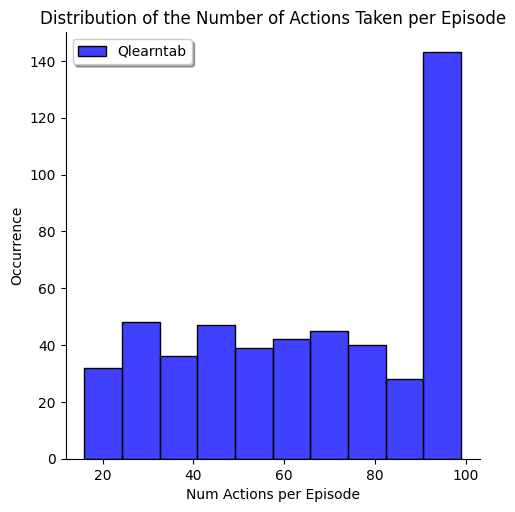 Distribution of the Number of Actions Taken per Episode
Qlearntab
140
120
100
80
60
40
20
0
Occurrence
20 40 60 80 100
Num Actions per Episode